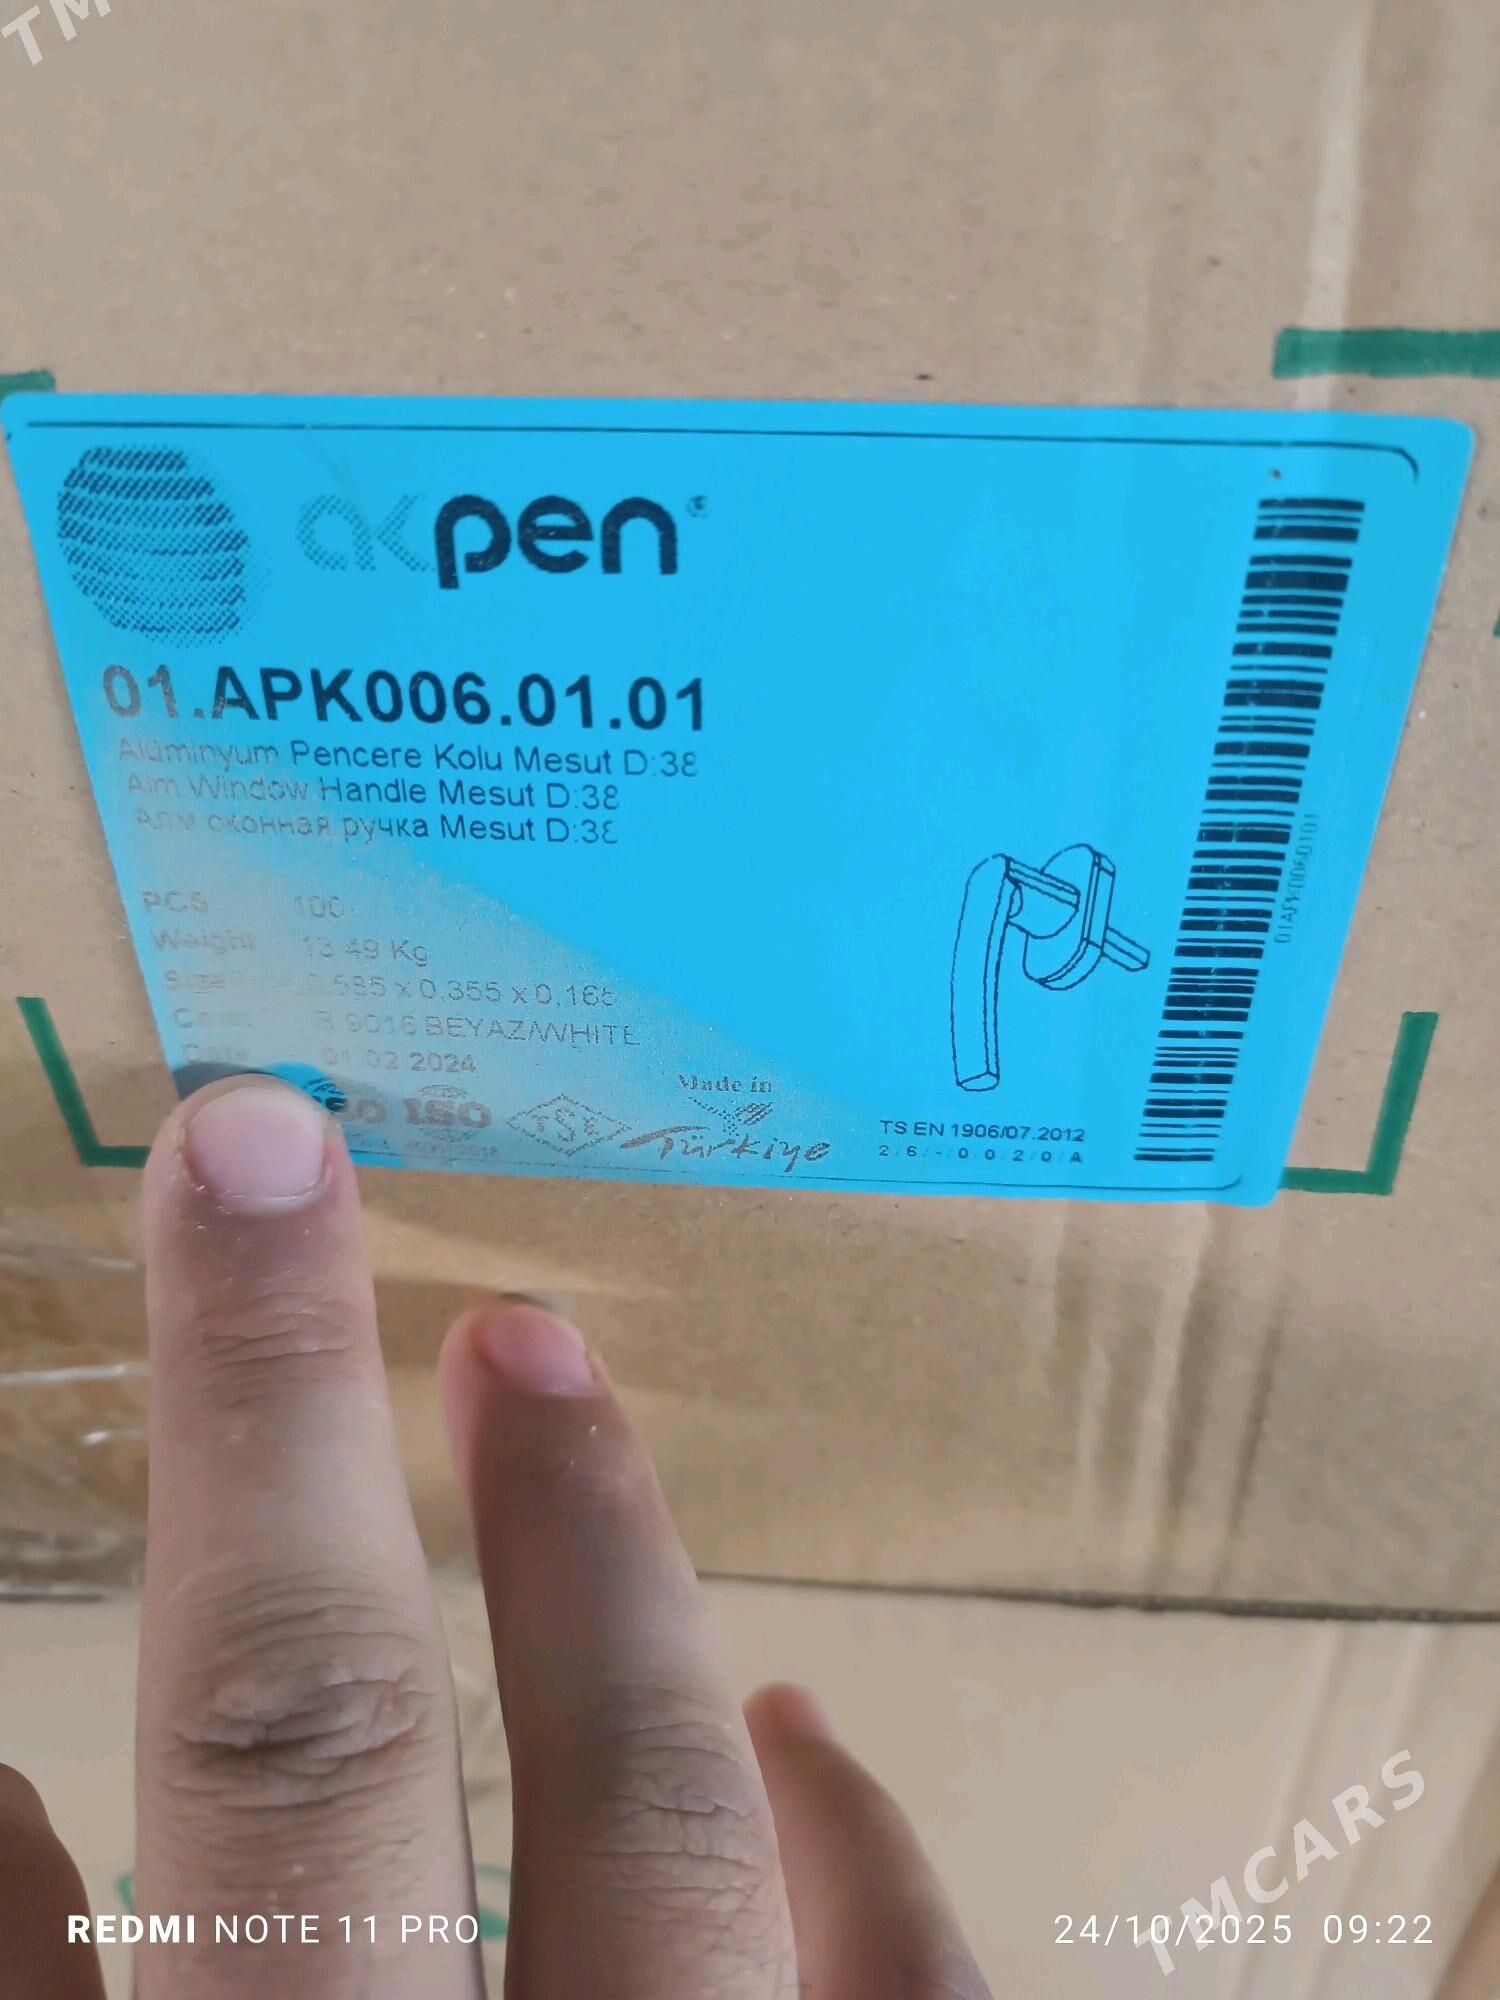 akpen®
01.APK006.01.01
Alüminyum Pencere Kolu Mesut D:38
Alm Window Handle Mesut D:38
Алм оконная ручка Mesut D:38
PCS 100
Weight 13.49 Kg
Size 0.585 x 0.355 x 0.165
R 9016 BEYAZ/WHITE
Date 01.02.2024
ISO
TSE
Made in
Türkiye
TS EN 1906/07.2012
2/6/-/0/0/2/0/A
01APK0060101
REDMI NOTE 11 PRO
24/10/2025 09:22
TMCARS
TM